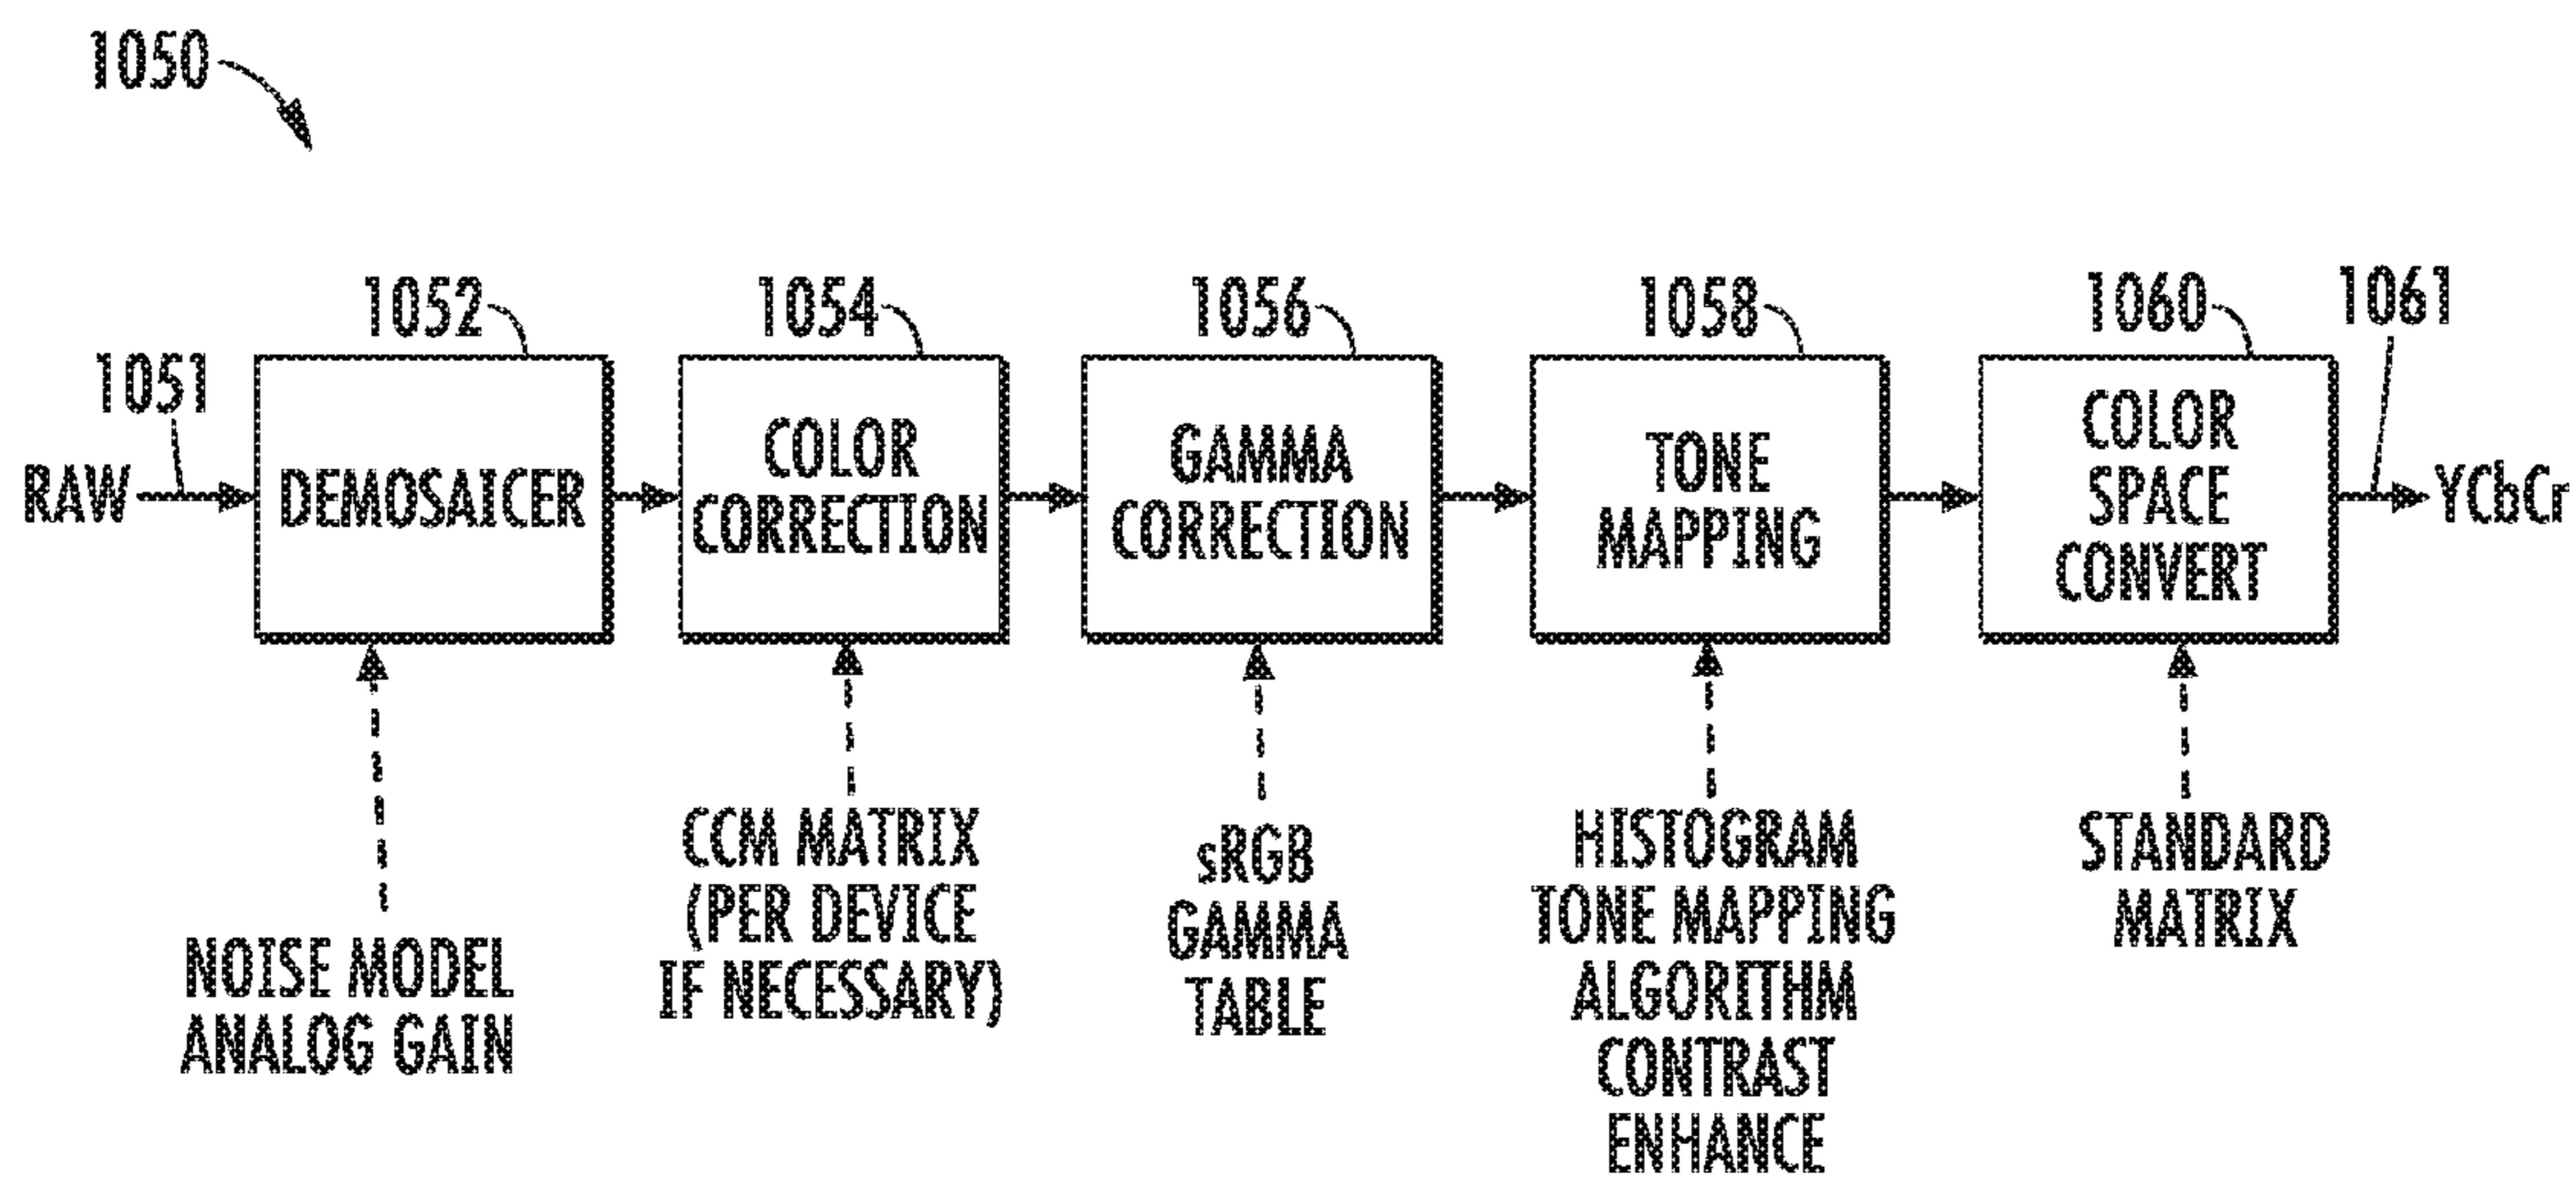 1050
1052
1054
1056
1058
1060
1061
1051
RAW
DEMOSAICER
COLOR
CORRECTION
GAMMA
CORRECTION
TONE
MAPPING
COLOR
SPACE
CONVERT
YCbCr
NOISE MODEL
ANALOG GAIN
CCM MATRIX
(PER DEVICE
IF NECESSARY)
sRGB
GAMMA
TABLE
HISTOGRAM
TONE MAPPING
ALGORITHM
CONTRAST
ENHANCE
STANDARD
MATRIX